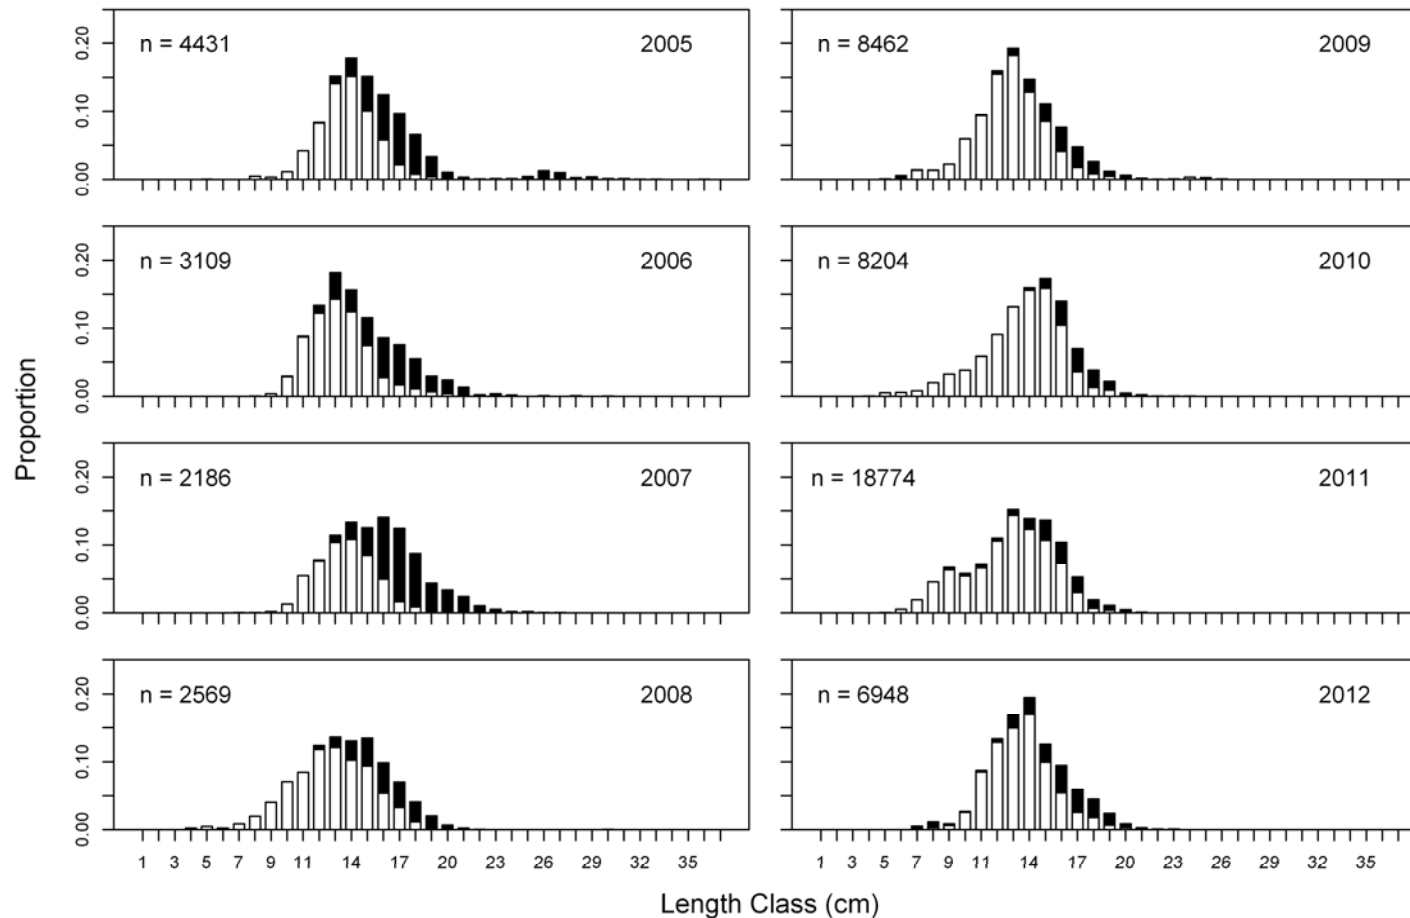 Proportion
n = 4431
2005
0.00 0.10 0.20
n = 3109
2006
0.00 0.10 0.20
n = 2186
2007
0.00 0.10 0.20
n = 2569
2008
0.00 0.10 0.20
1 3 5 7 9 11 14 17 20 23 26 29 32 35
n = 8462
2009
n = 8204
2010
n = 18774
2011
n = 6948
2012
1 3 5 7 9 11 14 17 20 23 26 29 32 35
Length Class (cm)